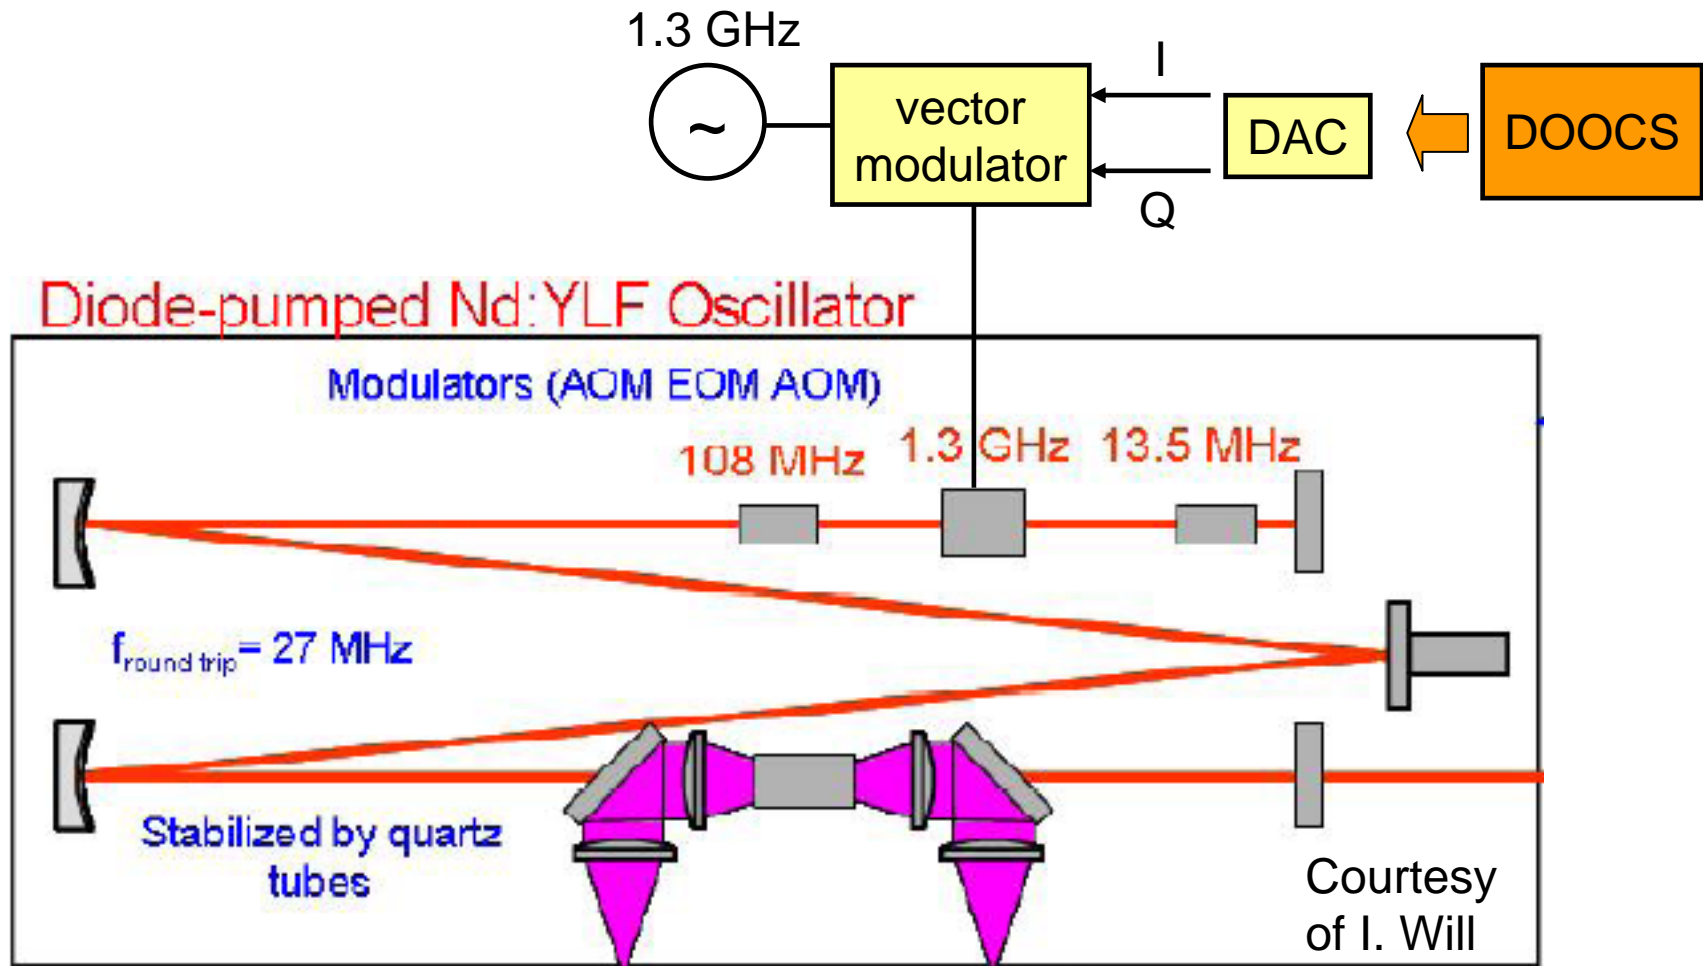 1.3 GHz
~
vector
modulator
I
Q
DAC
DOOCS
Diode-pumped Nd:YLF Oscillator
Modulators (AOM EOM AOM)
108 MHz
1.3 GHz
13.5 MHz
f round trip = 27 MHz
Stabilized by quartz
tubes
Courtesy
of I. Will